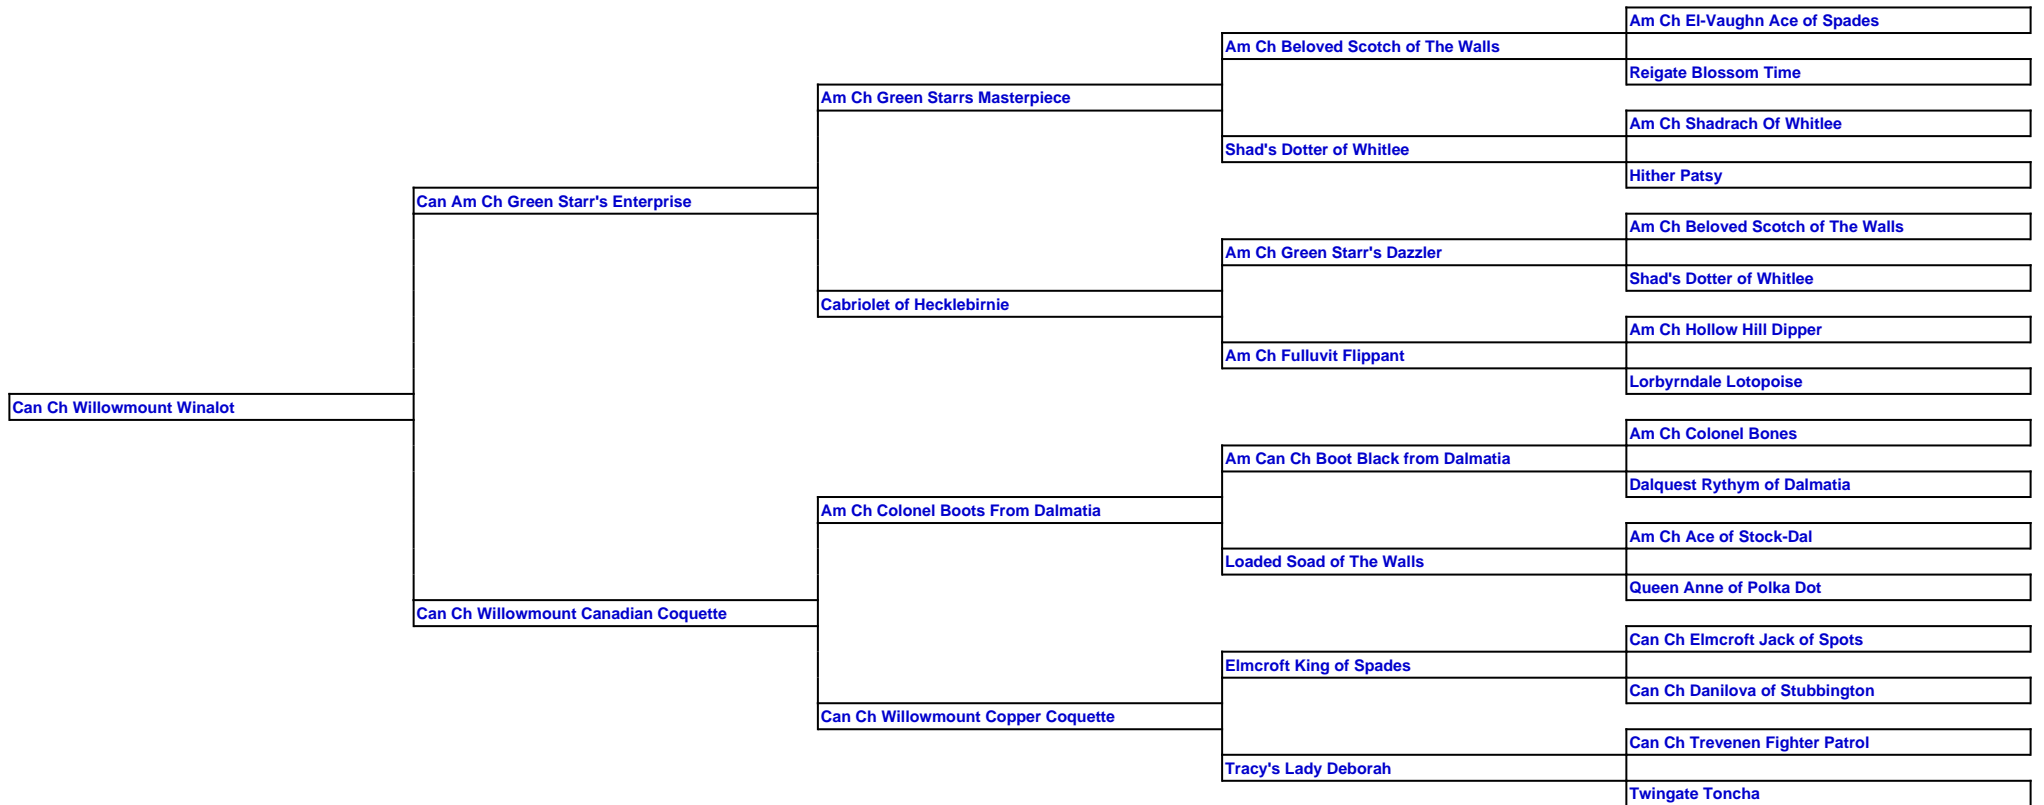 Am Ch El-Vaughn Ace of Spades
Am Ch Beloved Scotch of The Walls
Reigate Blossom Time
Am Ch Green Starrs Masterpiece
Am Ch Shadrach Of Whitlee
Shad's Dotter of Whitlee
Hither Patsy
Can Am Ch Green Starr's Enterprise
Am Ch Beloved Scotch of The Walls
Am Ch Green Starr's Dazzler
Shad's Dotter of Whitlee
Cabriolet of Hecklebirnie
Am Ch Hollow Hill Dipper
Am Ch Fulluvit Flippant
Lorbyrndale Lotopoise
Can Ch Willowmount Winalot
Am Ch Colonel Bones
Am Can Ch Boot Black from Dalmatia
Dalquest Rythym of Dalmatia
Am Ch Colonel Boots From Dalmatia
Am Ch Ace of Stock-Dal
Loaded Soad of The Walls
Queen Anne of Polka Dot
Can Ch Willowmount Canadian Coquette
Can Ch Elmcroft Jack of Spots
Elmcroft King of Spades
Can Ch Danilova of Stubbington
Can Ch Willowmount Copper Coquette
Can Ch Trevenen Fighter Patrol
Tracy's Lady Deborah
Twingate Toncha